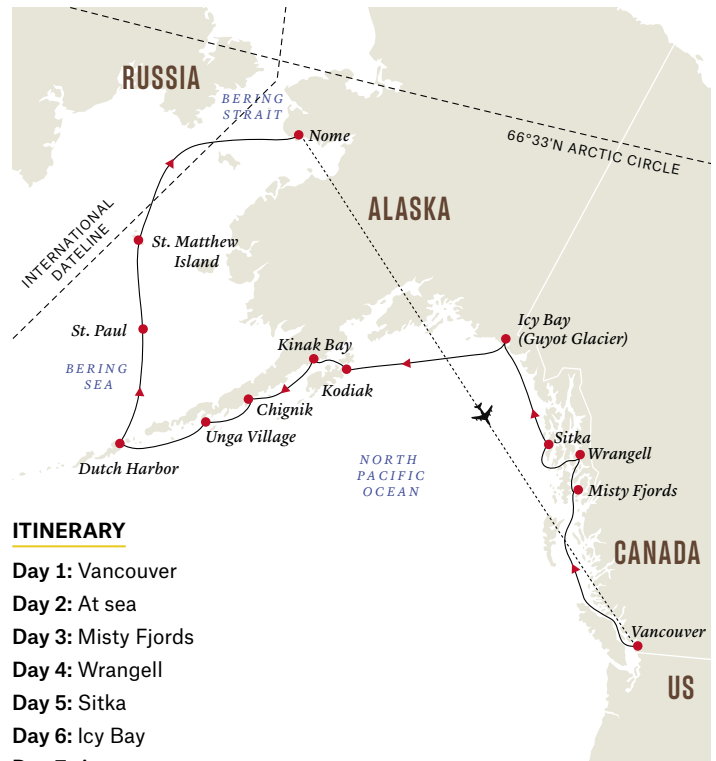 RUSSIA
BERING
STRAIT
Nome
66°33'N ARCTIC CIRCLE
ALASKA
INTERNATIONAL
DATELINE
St. Matthew
Island
St. Paul
Icy Bay
(Guyot Glacier)
Kinak Bay
BERING
SEA
Kodiak
Chignik
Unga Village
Sitka
Wrangell
Dutch Harbor
NORTH
PACIFIC
OCEAN
Misty Fjords
CANADA
Vancouver
US
ITINERARY
Day 1: Vancouver
Day 2: At sea
Day 3: Misty Fjords
Day 4: Wrangell
Day 5: Sitka
Day 6: Icy Bay